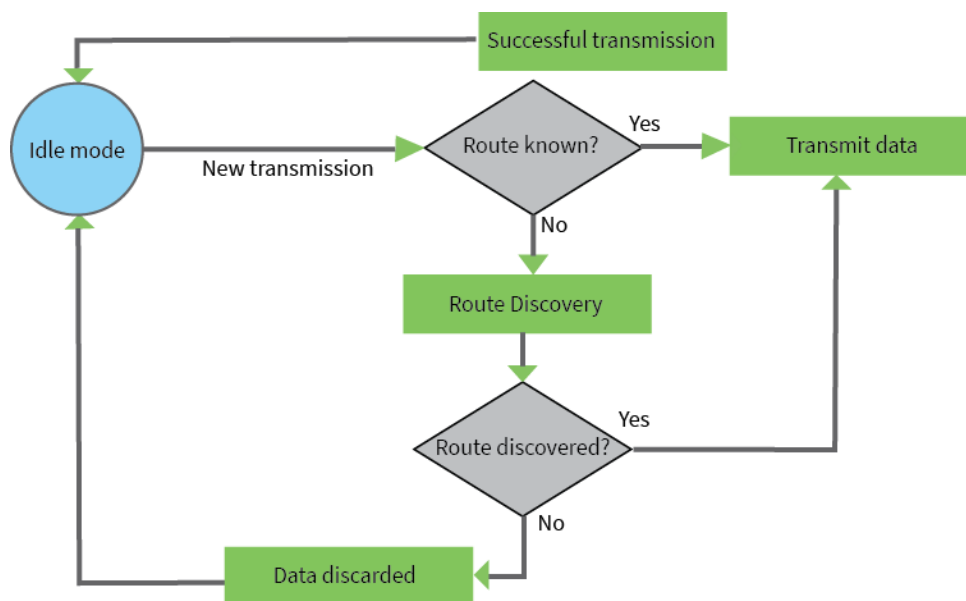 Successful transmission
Idle mode
New transmission
Route known?
Yes
Transmit data
No
Route Discovery
Route discovered?
Yes
No
Data discarded